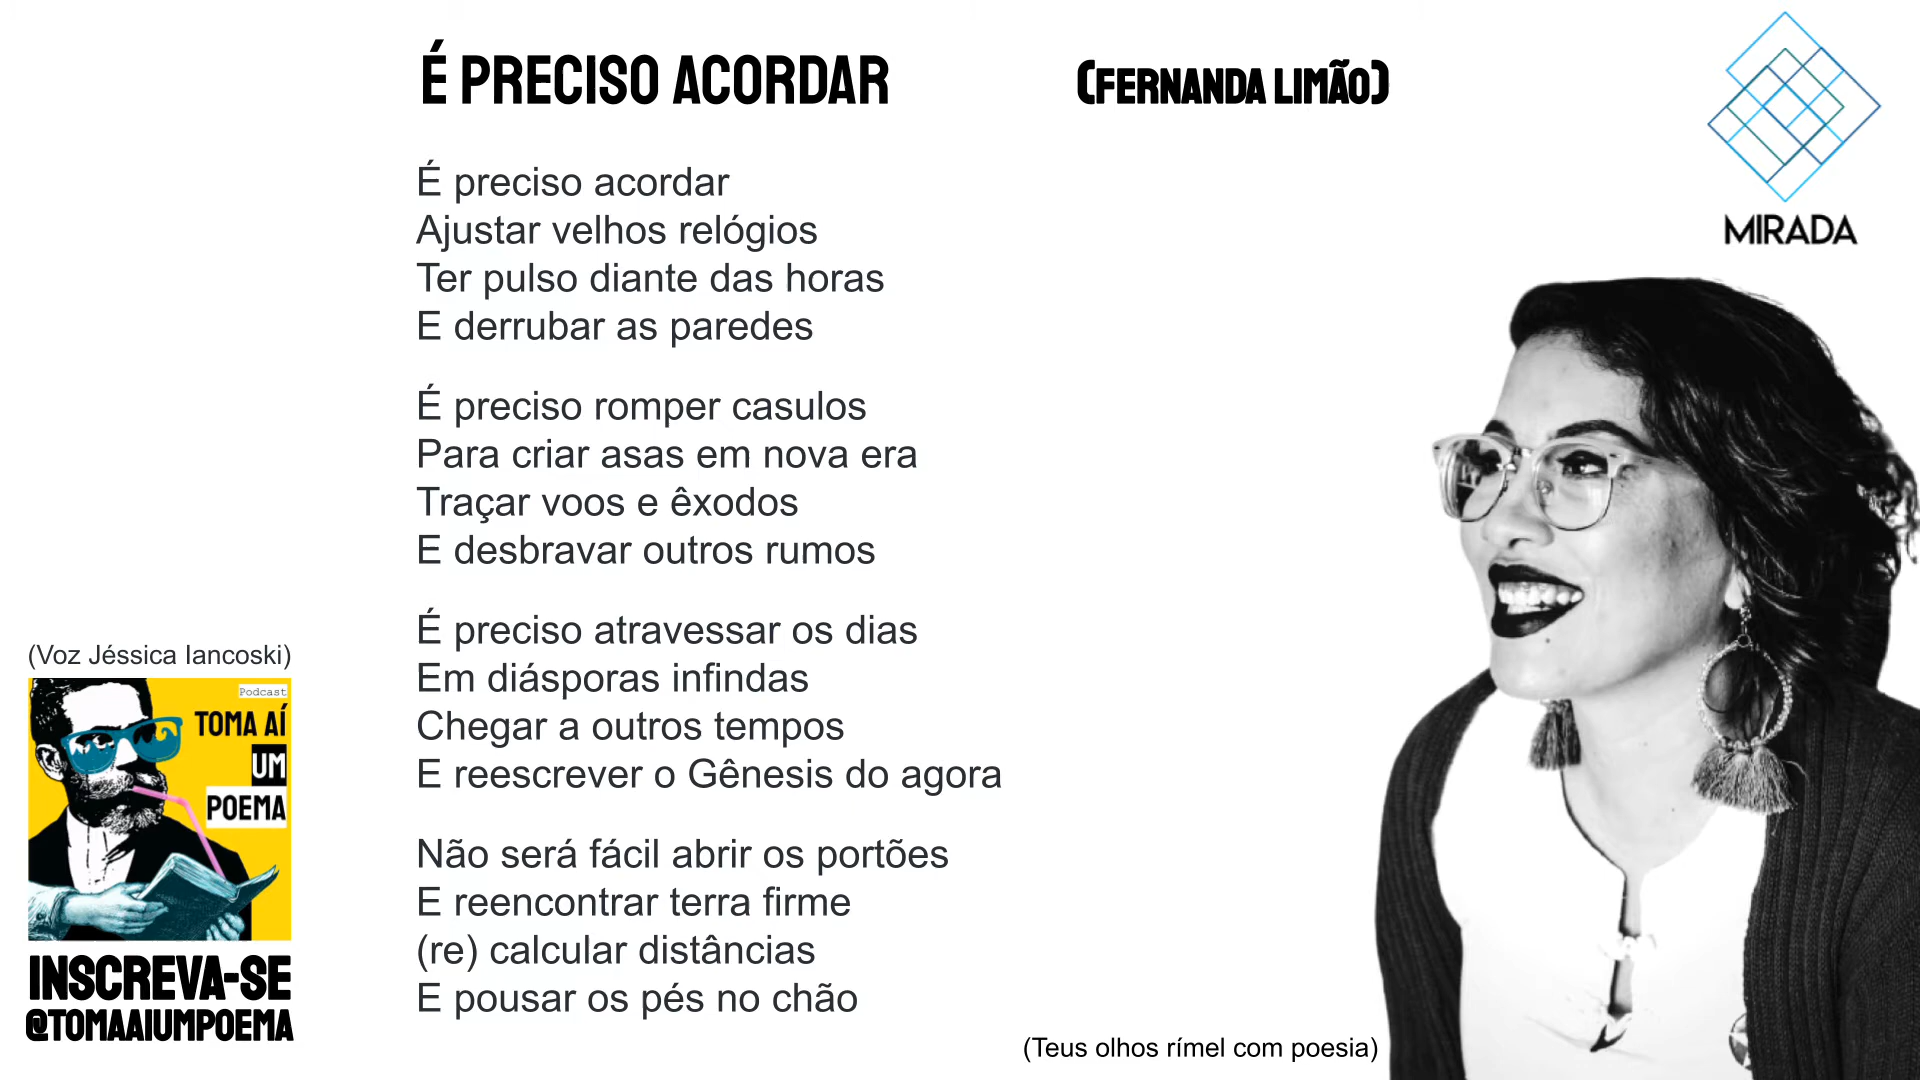 É PRECISO ACORDAR
(FERNANDA LIMÃO)
MIRADA
É preciso acordar
Ajustar velhos relógios
Ter pulso diante das horas
E derrubar as paredes
É preciso romper casulos
Para criar asas em nova era
Traçar voos e êxodos
E desbravar outros rumos
É preciso atravessar os dias
Em diásporas infindas
Chegar a outros tempos
E reescrever o Gênesis do agora
Não será fácil abrir os portões
E reencontrar terra firme
(re) calcular distâncias
E pousar os pés no chão
(Voz Jéssica Iancoski)
Podcast
TOMA AÍ
UM
POEMA
INSCREVA-SE
@TOMAAIUMPOEMA
(Teus olhos rímel com poesia)